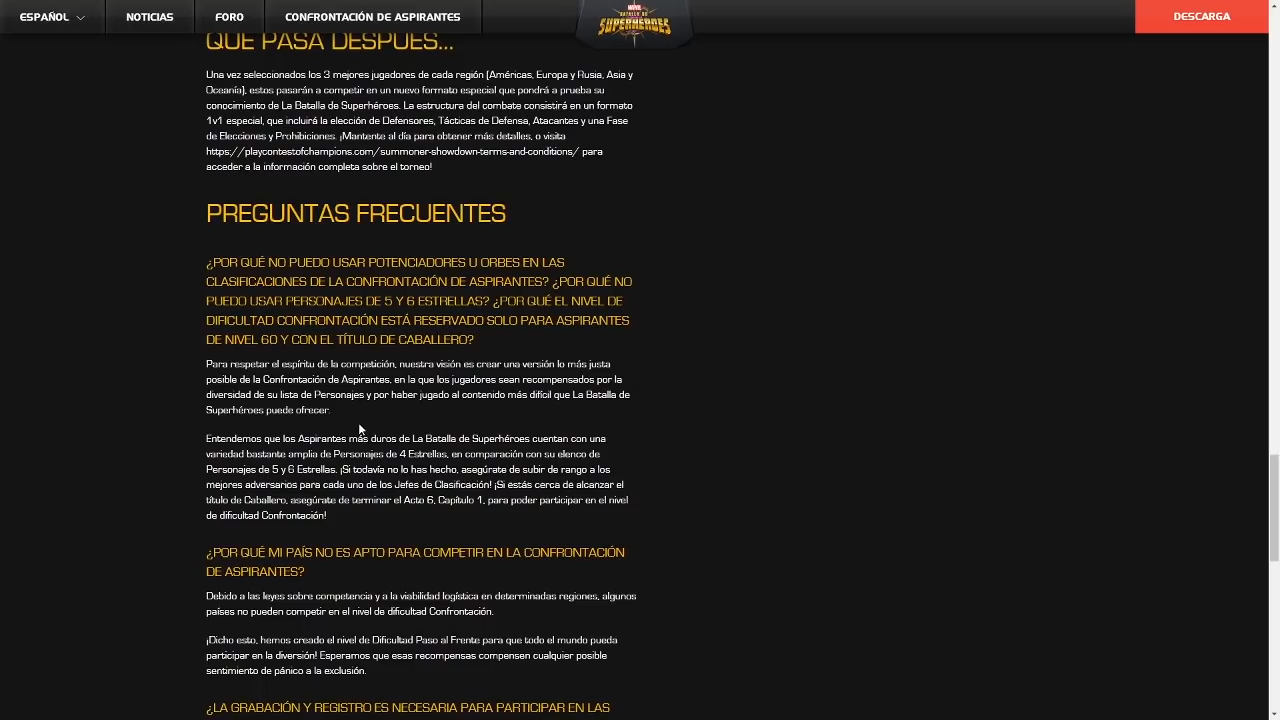 ESPAÑOL
NOTICIAS
FORO
CONFRONTACIÓN DE ASPIRANTES
MARVEL
BATALLA DE
SUPERHÉROES
DESCARGA
QUÉ PASA DESPUÉS...
Una vez seleccionados los 3 mejores jugadores de cada región (Américas, Europa y Rusia, Asia y
Oceanía), estos pasarán a competir en un nuevo formato especial que pondrá a prueba su
conocimiento de La Batalla de Superhéroes. La estructura del combate consistirá en un formato
1v1 especial, que incluirá la elección de Defensores, Tácticas de Defensa, Atacantes y una Fase
de Elecciones y Prohibiciones. ¡Mantente al día para obtener más detalles, o visita
https://playcontestofchampions.com/summoner-showdown-terms-and-conditions/ para
acceder a la información completa sobre el torneo!
PREGUNTAS FRECUENTES
¿POR QUÉ NO PUEDO USAR POTENCIADORES U ORBES EN LAS
CLASIFICACIONES DE LA CONFRONTACIÓN DE ASPIRANTES? ¿POR QUÉ NO
PUEDO USAR PERSONAJES DE 5 Y 6 ESTRELLAS? ¿POR QUÉ EL NIVEL DE
DIFICULTAD CONFRONTACIÓN ESTÁ RESERVADO SOLO PARA ASPIRANTES
DE NIVEL 60 Y CON EL TÍTULO DE CABALLERO?
Para respetar el espíritu de la competición, nuestra visión es crear una versión lo más justa
posible de la Confrontación de Aspirantes, en la que los jugadores sean recompensados por la
diversidad de su lista de Personajes y por haber jugado al contenido más difícil que La Batalla de
Superhéroes puede ofrecer.
Entendemos que los Aspirantes más duros de La Batalla de Superhéroes cuentan con una
variedad bastante amplia de Personajes de 4 Estrellas, en comparación con su elenco de
Personajes de 5 y 6 Estrellas. ¡Si todavía no lo has hecho, asegúrate de subir de rango a los
mejores adversarios para cada uno de los Jefes de Clasificación! ¡Si estás cerca de alcanzar el
título de Caballero, asegúrate de terminar el Acto 6, Capítulo 1, para poder participar en el nivel
de dificultad Confrontación!
¿POR QUÉ MI PAÍS NO ES APTO PARA COMPETIR EN LA CONFRONTACIÓN
DE ASPIRANTES?
Debido a las leyes sobre competencia y a la viabilidad logística en determinadas regiones, algunos
países no pueden competir en el nivel de dificultad Confrontación.
¡Dicho esto, hemos creado el nivel de Dificultad Paso al Frente para que todo el mundo pueda
participar en la diversión! Esperamos que esas recompensas compensen cualquier posible
sentimiento de pánico a la exclusión.
¿LA GRABACIÓN Y REGISTRO ES NECESARIA PARA PARTICIPAR EN LAS